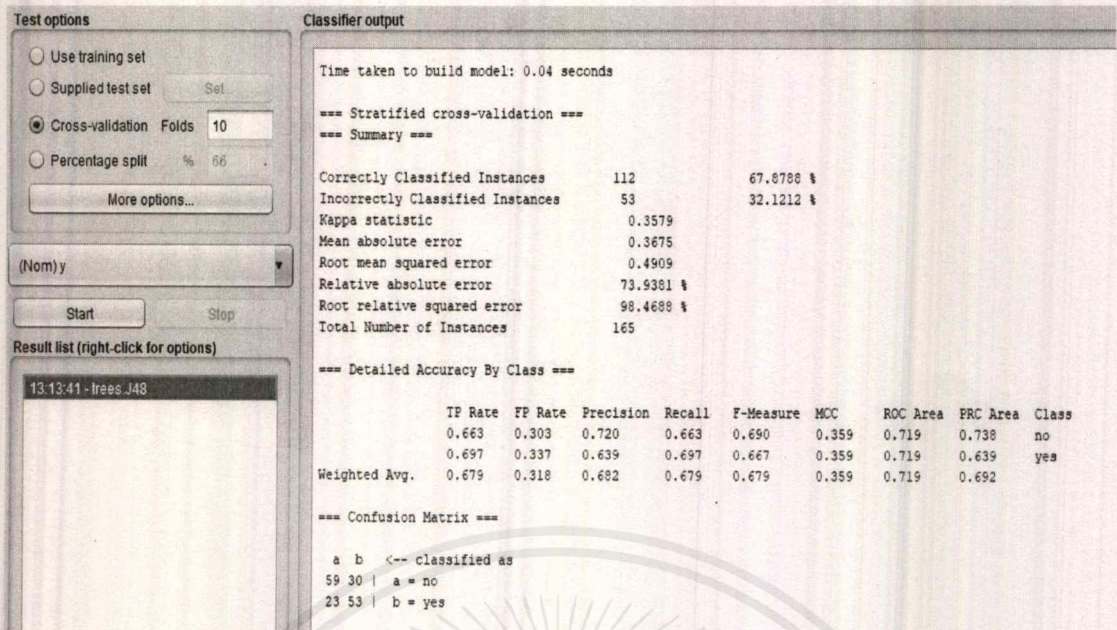 Test options
Use training set
Supplied test set Set
Cross-validation Folds 10
Percentage split % 66
More options...
(Nom) y
Start Stop
Result list (right-click for options)
13:13:41 - trees.J48
Classifier output
Time taken to build model: 0.04 seconds
=== Stratified cross-validation ===
=== Summary ===
Correctly Classified Instances 112 67.8788 %
Incorrectly Classified Instances 53 32.1212 %
Kappa statistic 0.3579
Mean absolute error 0.3675
Root mean squared error 0.4909
Relative absolute error 73.9381 %
Root relative squared error 98.4688 %
Total Number of Instances 165
=== Detailed Accuracy By Class ===
TP Rate FP Rate Precision Recall F-Measure MCC ROC Area PRC Area Class
0.663 0.303 0.720 0.663 0.690 0.359 0.719 0.738 no
0.697 0.337 0.639 0.697 0.667 0.359 0.719 0.639 yes
Weighted Avg. 0.679 0.318 0.682 0.679 0.679 0.359 0.719 0.692
=== Confusion Matrix ===
a b <-- classified as
59 30 | a = no
23 53 | b = yes